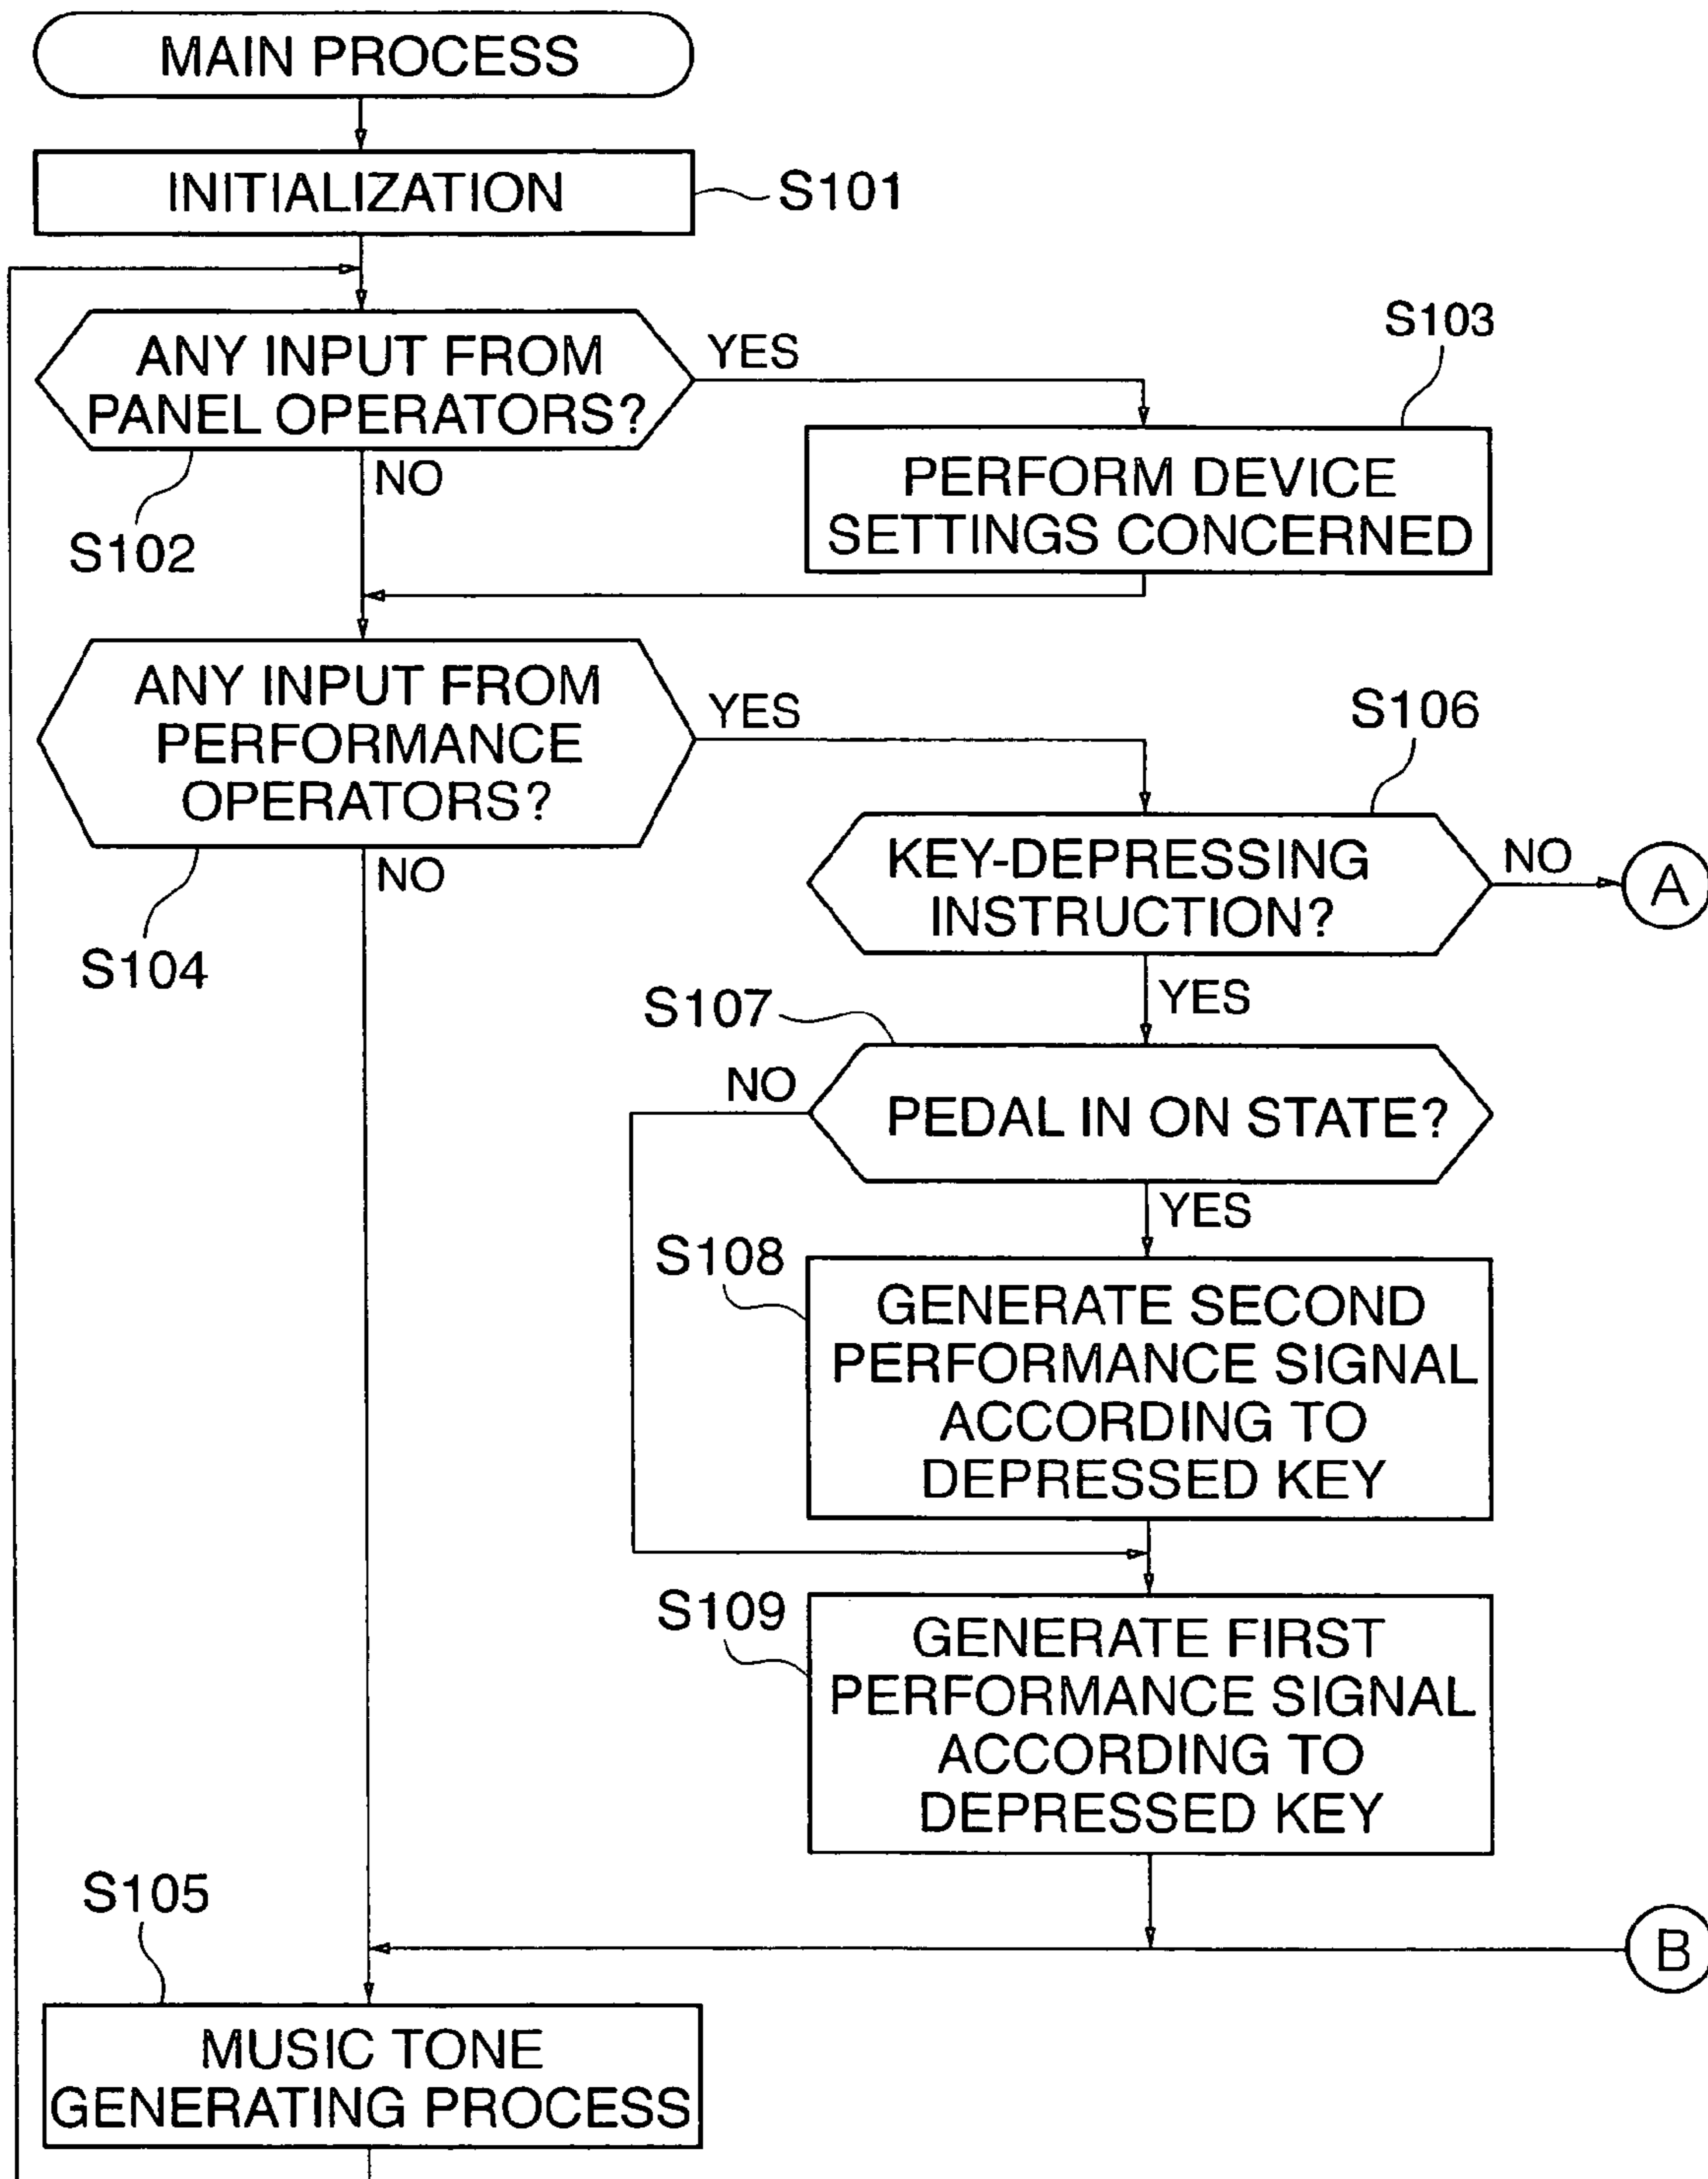 MAIN PROCESS
INITIALIZATION
S101
ANY INPUT FROM
PANEL OPERATORS?
YES
NO
S102
S103
PERFORM DEVICE
SETTINGS CONCERNED
ANY INPUT FROM
PERFORMANCE
OPERATORS?
YES
NO
S104
S106
KEY-DEPRESSING
INSTRUCTION?
NO
A
YES
S107
NO
PEDAL IN ON STATE?
YES
S108
GENERATE SECOND
PERFORMANCE SIGNAL
ACCORDING TO
DEPRESSED KEY
S109
GENERATE FIRST
PERFORMANCE SIGNAL
ACCORDING TO
DEPRESSED KEY
B
S105
MUSIC TONE
GENERATING PROCESS